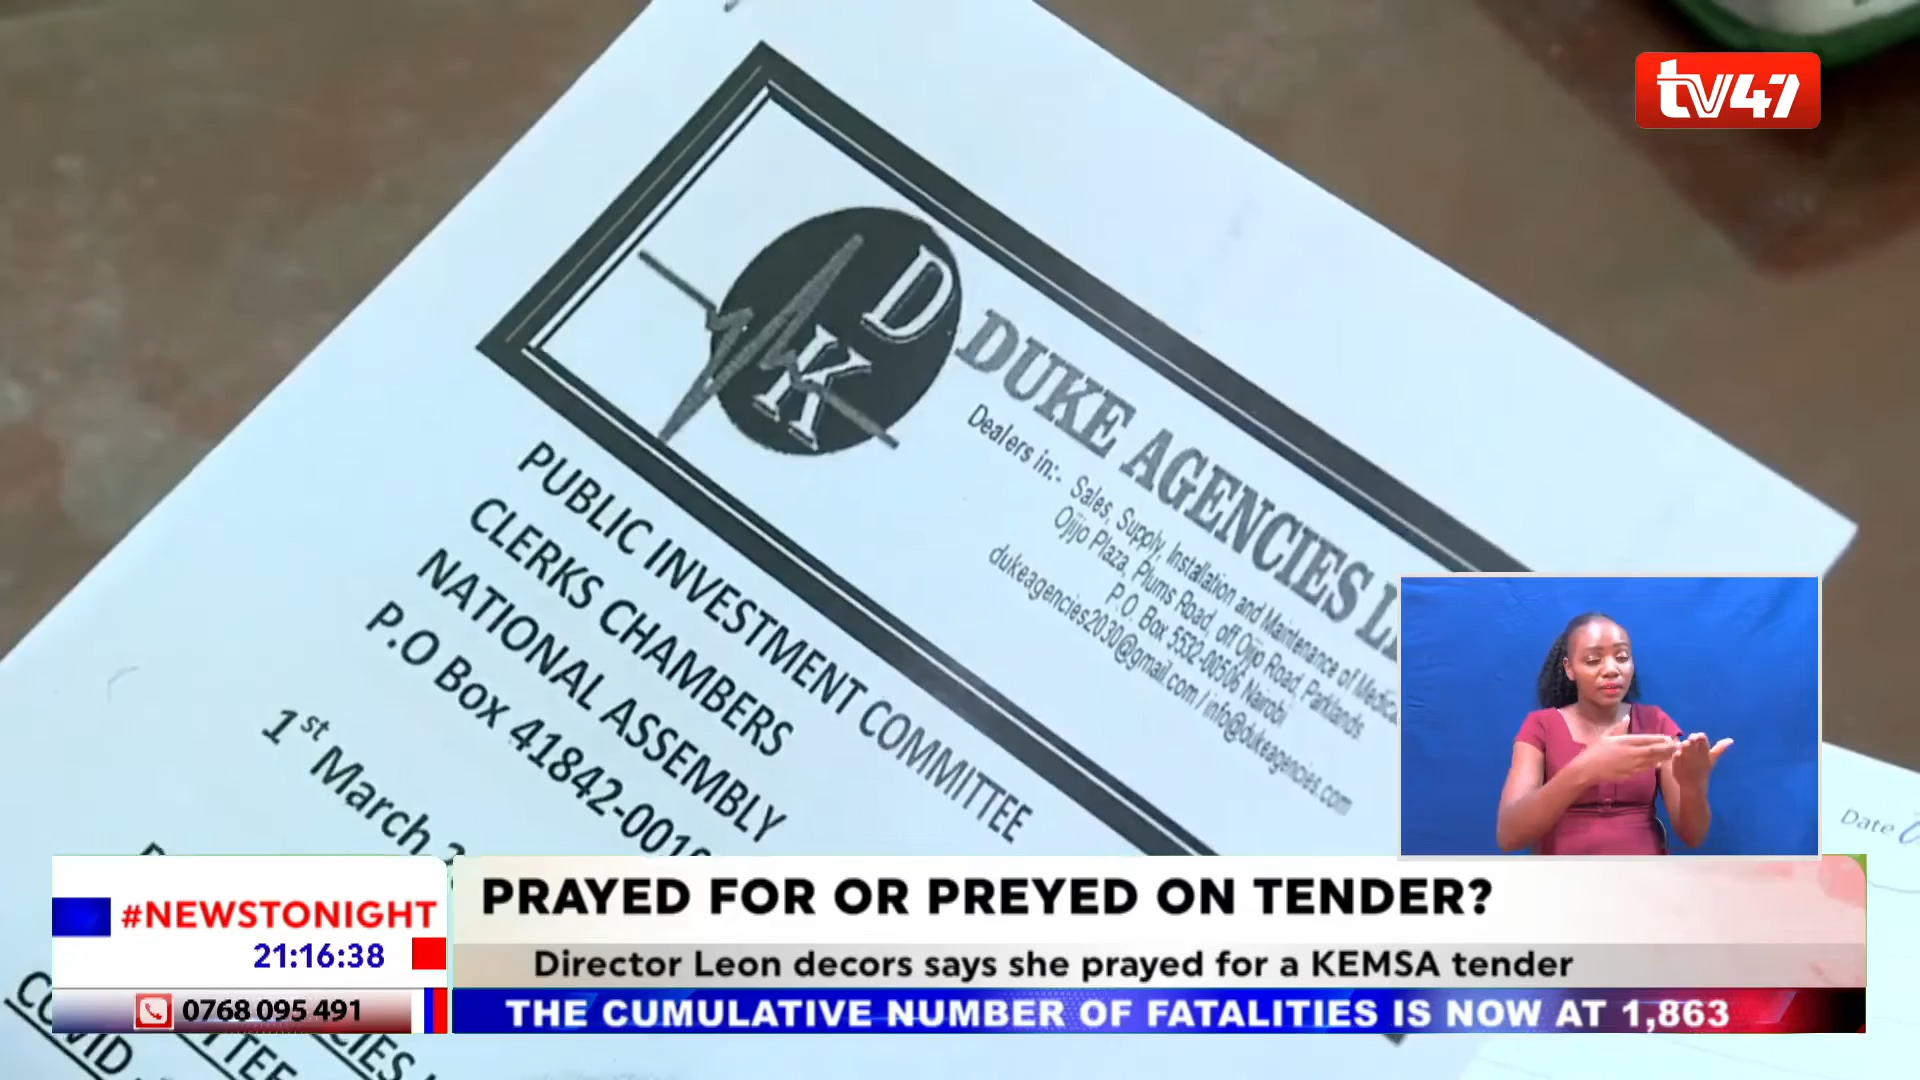 tv47
D
K
DUKE AGENCIES
Dealers in:- Sales, Supply, Installation and Maintenance of
Ojijo Plaza, Plums Road, off Ojijo Road, Parklands.
P.O. Box 5532-00506 Nairobi
dukeagencies2030@gmail.com / info@dukeagencies.com
PUBLIC INVESTMENT COMMITTEE
CLERKS CHAMBERS
NATIONAL ASSEMBLY
P.O Box 41842-001
1st March
Date
#NEWSTONIGHT
21:16:38
0768 095 491
PRAYED FOR OR PREYED ON TENDER?
Director Leon decors says she prayed for a KEMSA tender
THE CUMULATIVE NUMBER OF FATALITIES IS NOW AT 1,863